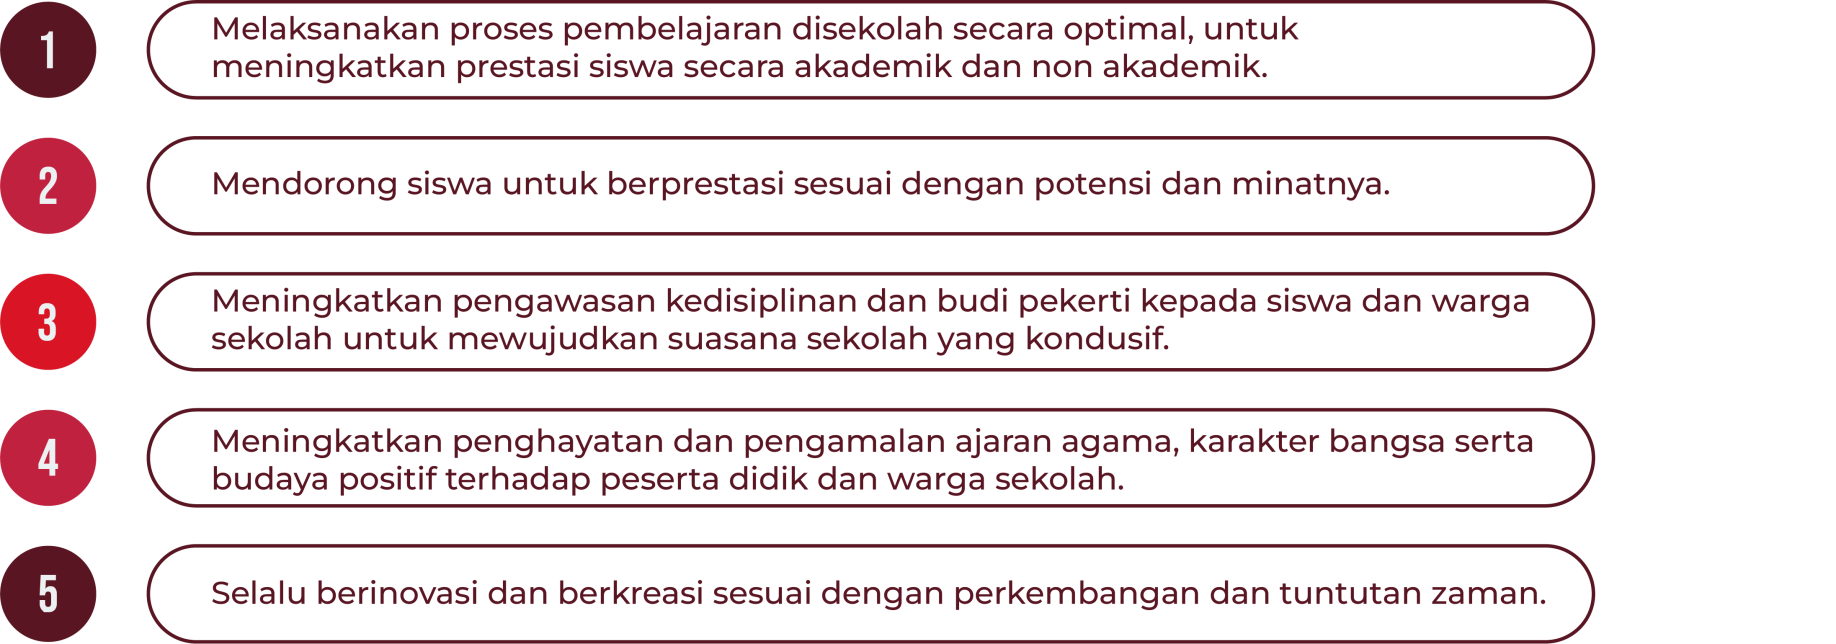 1
Melaksanakan proses pembelajaran disekolah secara optimal, untuk
meningkatkan prestasi siswa secara akademik dan non akademik.
2
Mendorong siswa untuk berprestasi sesuai dengan potensi dan minatnya.
3
Meningkatkan pengawasan kedisiplinan dan budi pekerti kepada siswa dan warga
sekolah untuk mewujudkan suasana sekolah yang kondusif.
4
Meningkatkan penghayatan dan pengamalan ajaran agama, karakter bangsa serta
budaya positif terhadap peserta didik dan warga sekolah.
5
Selalu berinovasi dan berkreasi sesuai dengan perkembangan dan tuntutan zaman.